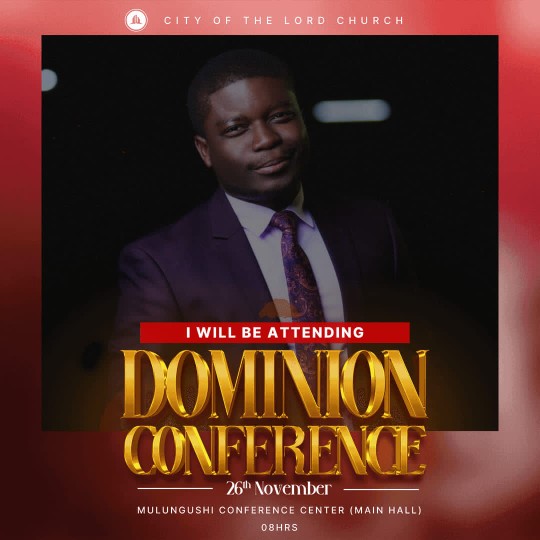 CITY OF THE LORD CHURCH
I WILL BE ATTENDING
DOMINION
CONFERENCE
26th November
MULUNGUSHI CONFERENCE CENTER (MAIN HALL)
08HRS